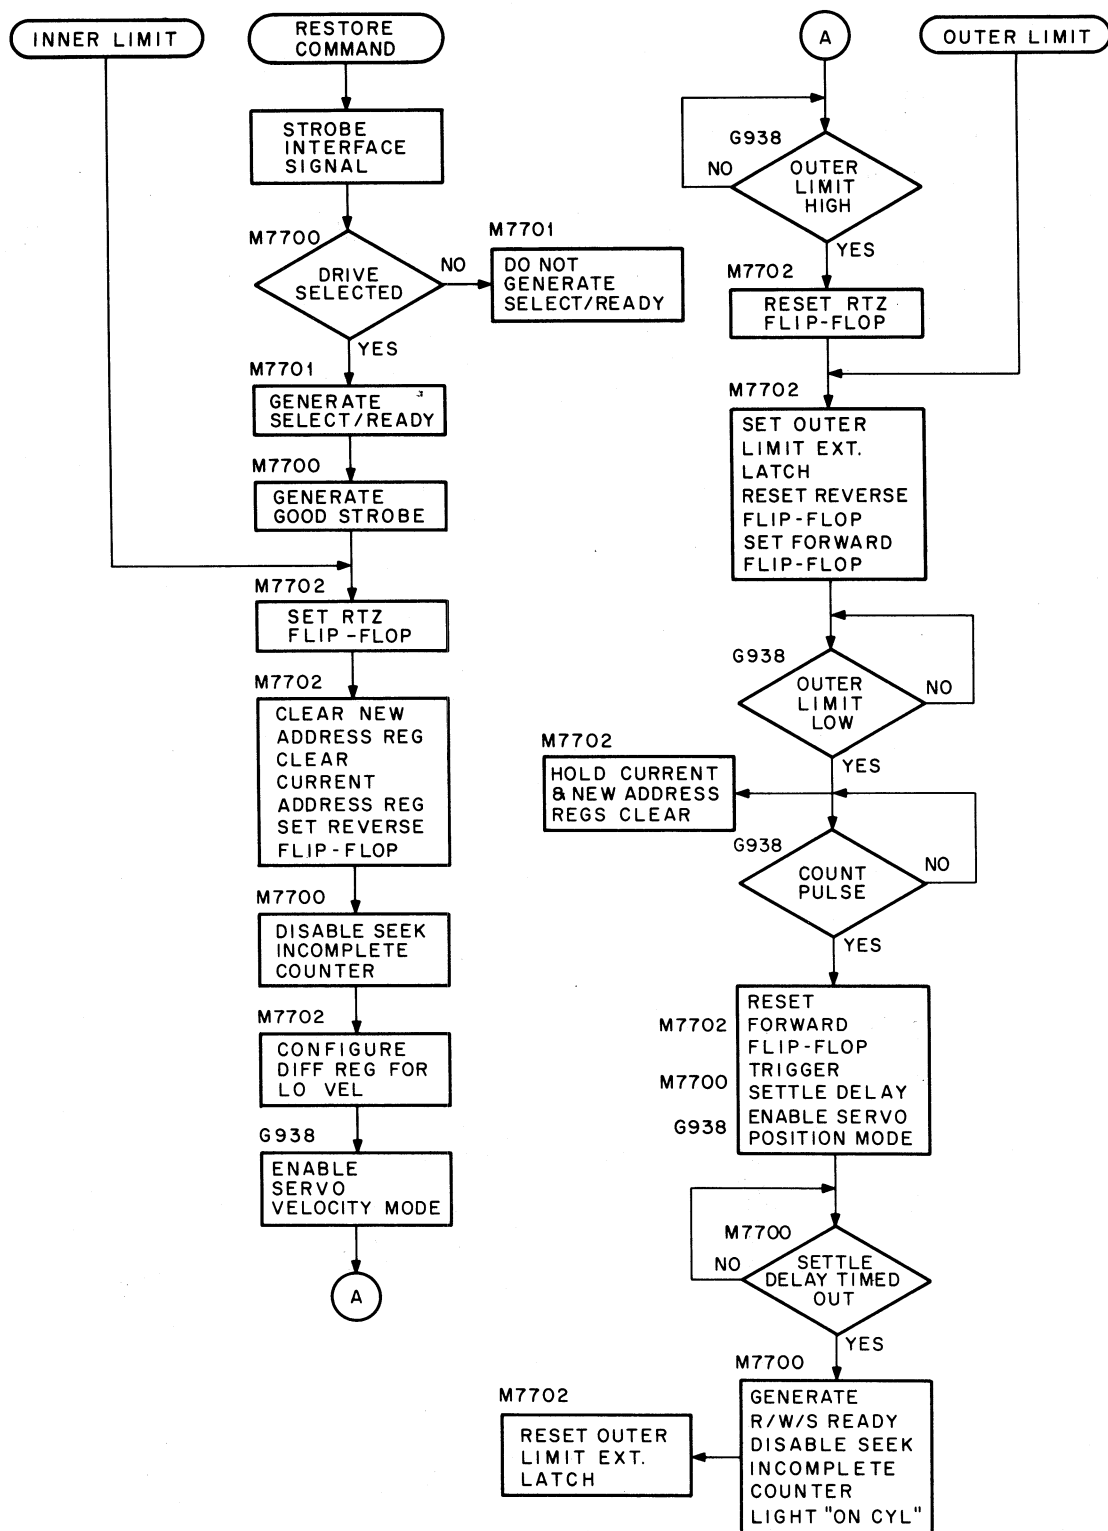 INNER LIMIT
RESTORE
COMMAND
STROBE
INTERFACE
SIGNAL
M7700
DRIVE
SELECTED
NO
YES
M7701
DO NOT
GENERATE
SELECT/READY
M7701
GENERATE
SELECT/READY
M7700
GENERATE
GOOD STROBE
M7702
SET RTZ
FLIP-FLOP
M7702
CLEAR NEW
ADDRESS REG
CLEAR
CURRENT
ADDRESS REG
SET REVERSE
FLIP-FLOP
M7700
DISABLE SEEK
INCOMPLETE
COUNTER
M7702
CONFIGURE
DIFF REG FOR
LO VEL
G938
ENABLE
SERVO
VELOCITY MODE
A
A
OUTER LIMIT
G938
NO
OUTER
LIMIT
HIGH
YES
M7702
RESET RTZ
FLIP-FLOP
M7702
SET OUTER
LIMIT EXT.
LATCH
RESET REVERSE
FLIP-FLOP
SET FORWARD
FLIP-FLOP
G938
OUTER
LIMIT
LOW
NO
YES
M7702
HOLD CURRENT
& NEW ADDRESS
REGS CLEAR
G938
COUNT
PULSE
NO
YES
RESET
M7702 FORWARD
FLIP-FLOP
TRIGGER
M7700 SETTLE DELAY
G938 ENABLE SERVO
POSITION MODE
M7700
NO
SETTLE
DELAY TIMED
OUT
YES
M7700
GENERATE
R/W/S READY
DISABLE SEEK
INCOMPLETE
COUNTER
LIGHT "ON CYL"
M7702
RESET OUTER
LIMIT EXT.
LATCH